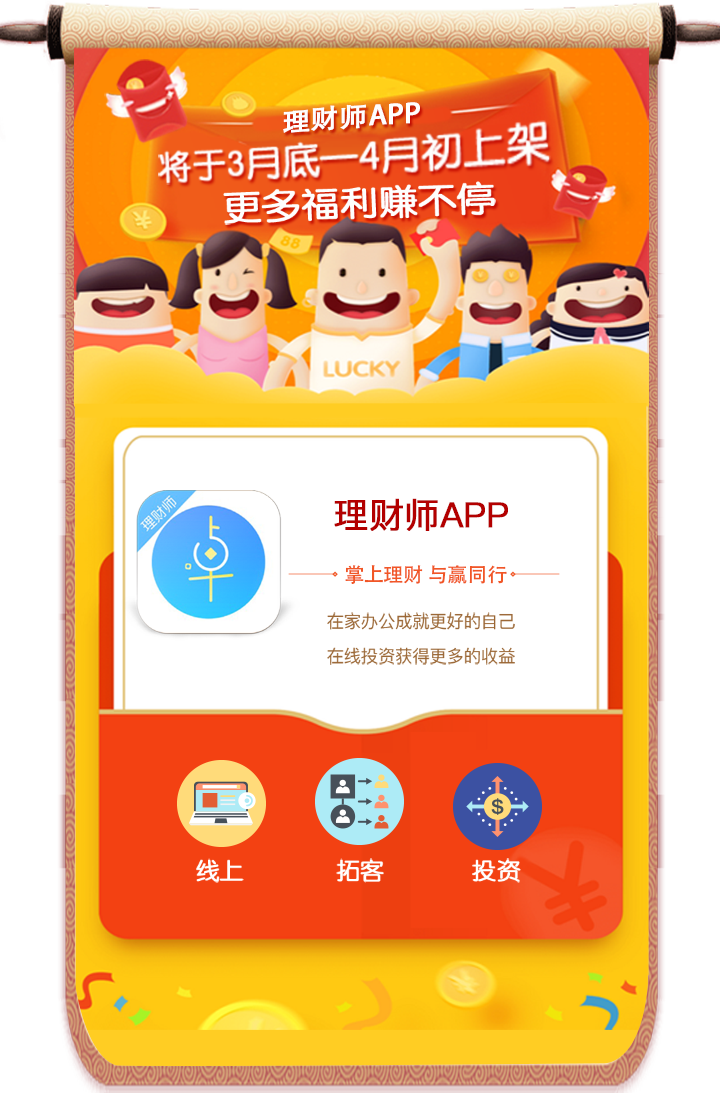 理财师APP
将于3月底一4月初上架
更多福利赚不停
88
LUCKY
理财师
理财师APP
掌上理财 与赢同行
在家办公成就更好的自己
在线投资获得更多的收益
$
线上
拓客
投资
¥